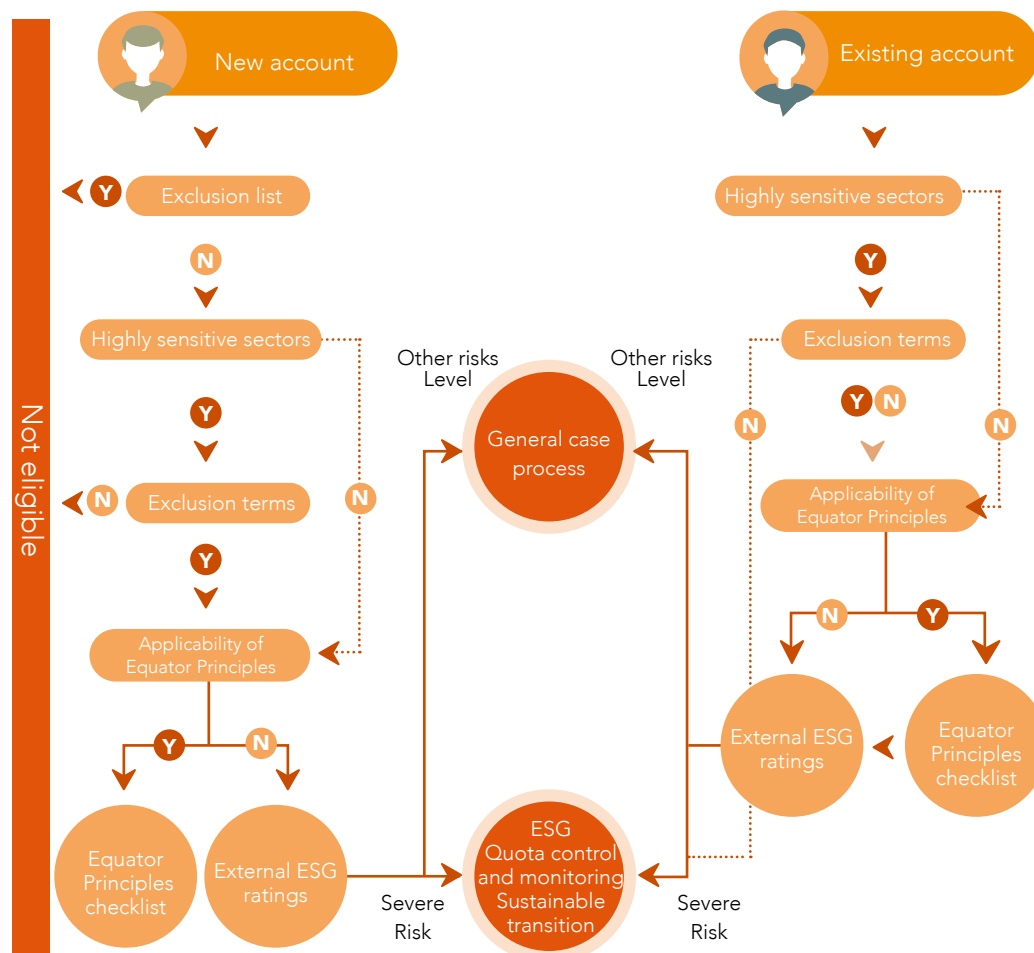 New account
Existing account
Y
Exclusion list
Highly sensitive sectors
N
Y
Highly sensitive sectors
Exclusion terms
Other risks
Level
Other risks
Level
Y
Y
N
N
N
General case
process
N
Exclusion terms
N
Applicability of
Equator Principles
Y
Not eligible
N
Y
Applicability of
Equator Principles
Y
N
External ESG
ratings
Equator
Principles
checklist
Equator
Principles
checklist
External ESG
ratings
ESG
Quota control
and monitoring
Sustainable
transition
Severe
Risk
Severe
Risk